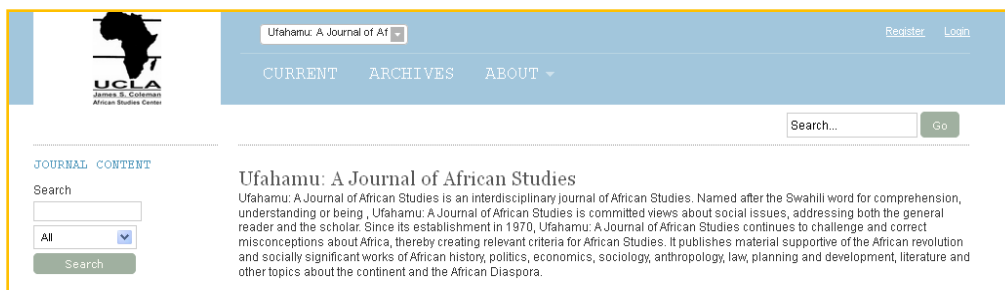 UCLA
James S. Coleman
African Studies Center
Ufahamu: A Journal of Af
Register Login
CURRENT ARCHIVES ABOUT
Search... Go
JOURNAL CONTENT
Search
All
Search
Ufahamu: A Journal of African Studies
Ufahamu: A Journal of African Studies is an interdisciplinary journal of African Studies. Named after the Swahili word for comprehension,
understanding or being , Ufahamu: A Journal of African Studies is committed views about social issues, addressing both the general
reader and the scholar. Since its establishment in 1970, Ufahamu: A Journal of African Studies continues to challenge and correct
misconceptions about Africa, thereby creating relevant criteria for African Studies. It publishes material supportive of the African revolution
and socially significant works of African history, politics, economics, sociology, anthropology, law, planning and development, literature and
other topics about the continent and the African Diaspora.